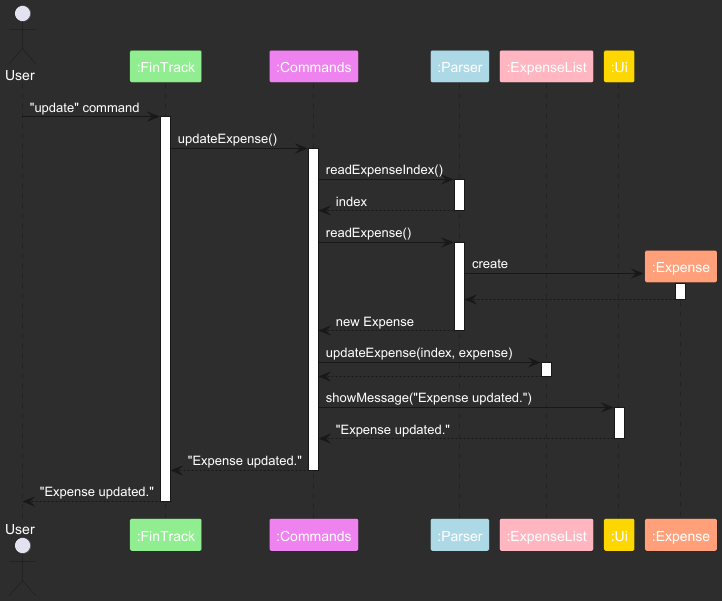 User
:FinTrack
:Commands
:Parser
:ExpenseList
:Ui
"update" command
updateExpense()
readExpenseIndex()
index
readExpense()
create
:Expense
new Expense
updateExpense(index, expense)
showMessage("Expense updated.")
"Expense updated."
"Expense updated."
"Expense updated."
User
:FinTrack
:Commands
:Parser
:ExpenseList
:Ui
:Expense